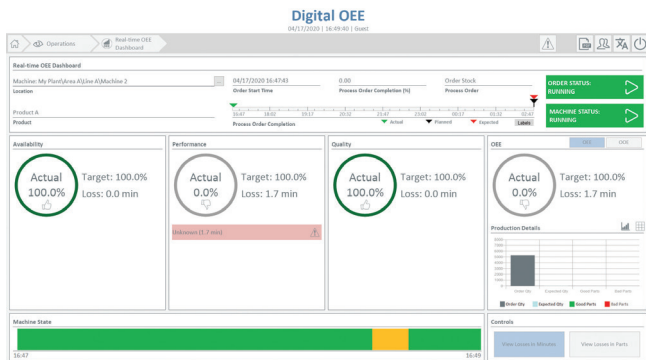 Digital OEE
04/17/2020 | 16:49:40 | Guest
Operations
Real-time OEE
Dashboard
Real-time OEE Dashboard
Machine: My Plant\Area A\Line A\Machine 2
...
04/17/2020 16:47:43
0.00
Order Stock
Location
Order Start Time
Process Order Completion (%)
Process Order
ORDER STATUS:
RUNNING
Product A
Product
16:47 18:02 19:17 20:32 21:47 23:02 00:17 01:32 02:47
Process Order Completion
Actual
Planned
Expected
Labels
MACHINE STATUS:
RUNNING
Availability
Actual
100.0%
Target: 100.0%
Loss: 0.0 min
Performance
Actual
0.0%
Target: 100.0%
Loss: 1.7 min
Unknown (1.7 min)
Quality
Actual
100.0%
Target: 100.0%
Loss: 0.0 min
OEE
OEE
OOE
Actual
0.0%
Target: 100.0%
Loss: 1.7 min
Production Details
Order Qty Expected Qty Good Parts Bad Parts
Order Qty Expected Qty Good Parts Bad Parts
Machine State
16:47
16:49
Controls
View Losses in Minutes
View Losses in Parts